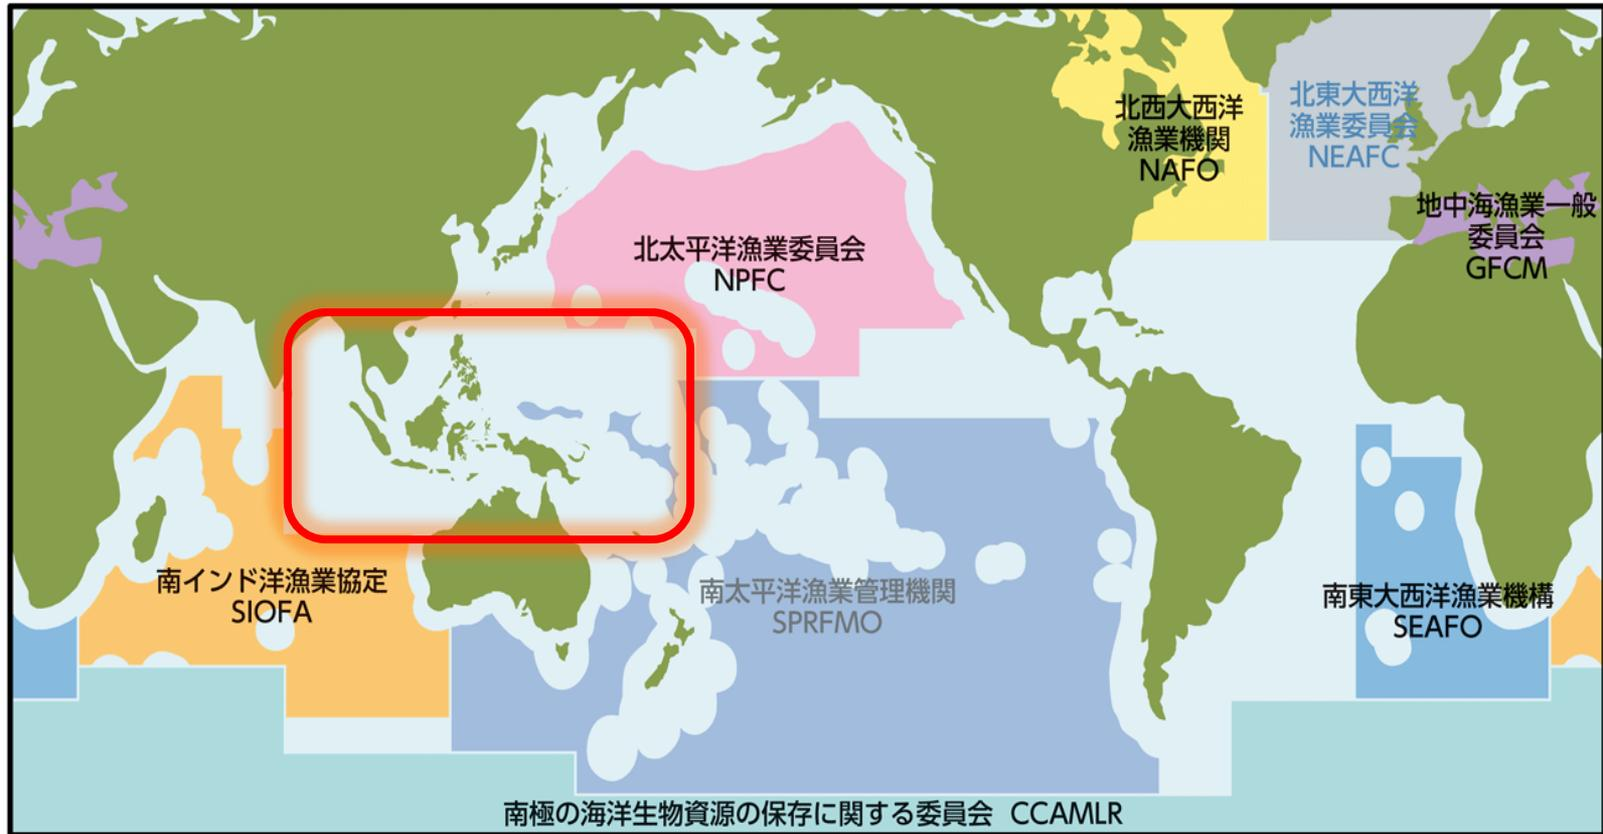 北西大西洋
漁業機関
NAFO
北東大西洋
漁業委員会
NEAFC
地中海漁業一般
委員会
GFCM
北太平洋漁業委員会
NPFC
南インド洋漁業協定
SIOFA
南太平洋漁業管理機関
SPRFMO
南東大西洋漁業機構
SEAFO
南極の海洋生物資源の保存に関する委員会 CCAMLR